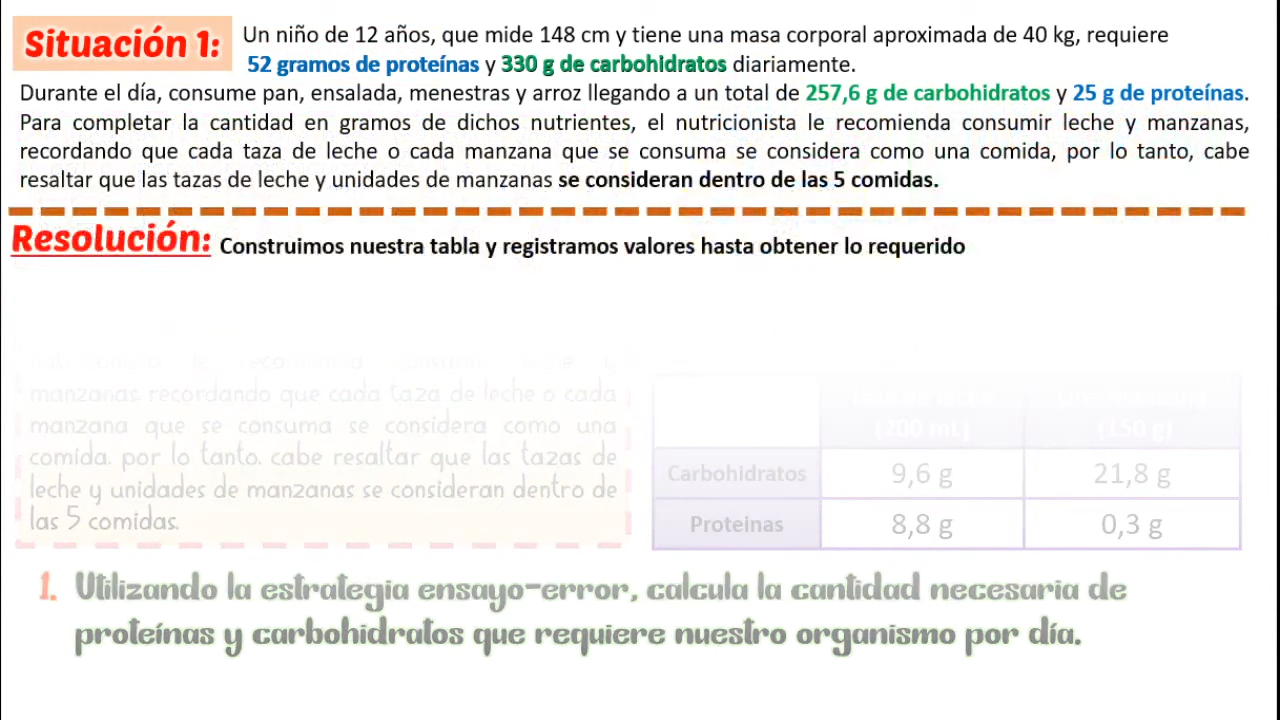 Situación 1:
Un niño de 12 años, que mide 148 cm y tiene una masa corporal aproximada de 40 kg, requiere
52 gramos de proteínas y 330 g de carbohidratos diariamente.
Durante el día, consume pan, ensalada, menestras y arroz llegando a un total de 257,6 g de carbohidratos y 25 g de proteínas.
Para completar la cantidad en gramos de dichos nutrientes, el nutricionista le recomienda consumir leche y manzanas,
recordando que cada taza de leche o cada manzana que se consuma se considera como una comida, por lo tanto, cabe
resaltar que las tazas de leche y unidades de manzanas se consideran dentro de las 5 comidas.
Resolución: Construimos nuestra tabla y registramos valores hasta obtener lo requerido
manzanas, recordando que cada taza de leche o cada
manzana que se consuma se considera como una
comida. por lo tanto. cabe resaltar que las tazas de
leche y unidades de manzanas se consideran dentro de
las 5 comidas.
(200 mL) (150 g)
Carbohidratos 9,6 g 21,8 g
Proteinas 8,8 g 0,3 g
1. Utilizando la estrategia ensayo-error, calcula la cantidad necesaria de
proteínas y carbohidratos que requiere nuestro organismo por día.